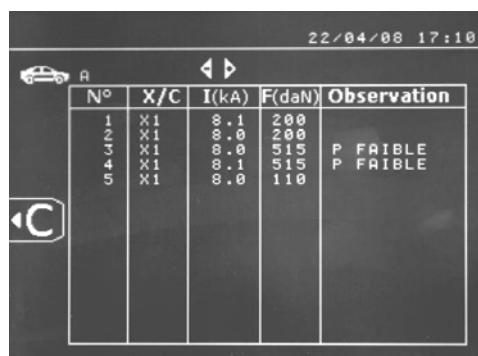 22/04/08 17:10
A
N° X/C I(kA) F(daN) Observation
1 X1 8.1 200
2 X1 8.0 200
3 X1 8.0 515 P FAIBLE
4 X1 8.1 515 P FAIBLE
5 X1 8.0 110
C